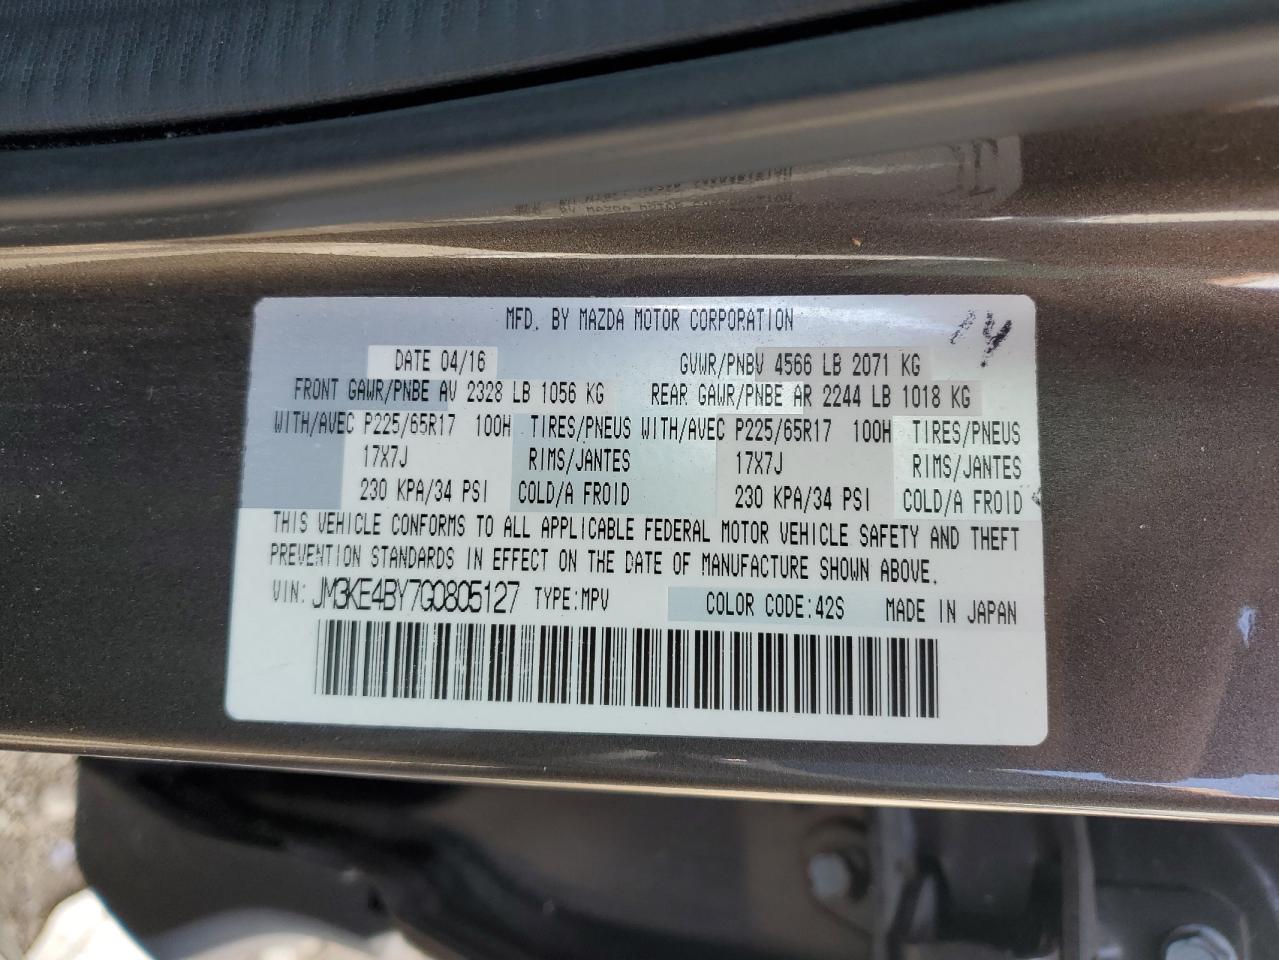 MFD. BY MAZDA MOTOR CORPORATION
DATE 04/16 GVWR/PNBV 4566 LB 2071 KG
FRONT GAWR/PNBE AV 2328 LB 1056 KG REAR GAWR/PNBE AR 2244 LB 1018 KG
WITH/AVEC P225/65R17 100H TIRES/PNEUS WITH/AVEC P225/65R17 100H TIRES/PNEUS
17X7J RIMS/JANTES 17X7J RIMS/JANTES
230 KPA/34 PSI COLD/A FROID 230 KPA/34 PSI COLD/A FROID
THIS VEHICLE CONFORMS TO ALL APPLICABLE FEDERAL MOTOR VEHICLE SAFETY AND THEFT
PREVENTION STANDARDS IN EFFECT ON THE DATE OF MANUFACTURE SHOWN ABOVE.
VIN: JM3KE4BY7G0805127 TYPE:MPV COLOR CODE:42S MADE IN JAPAN